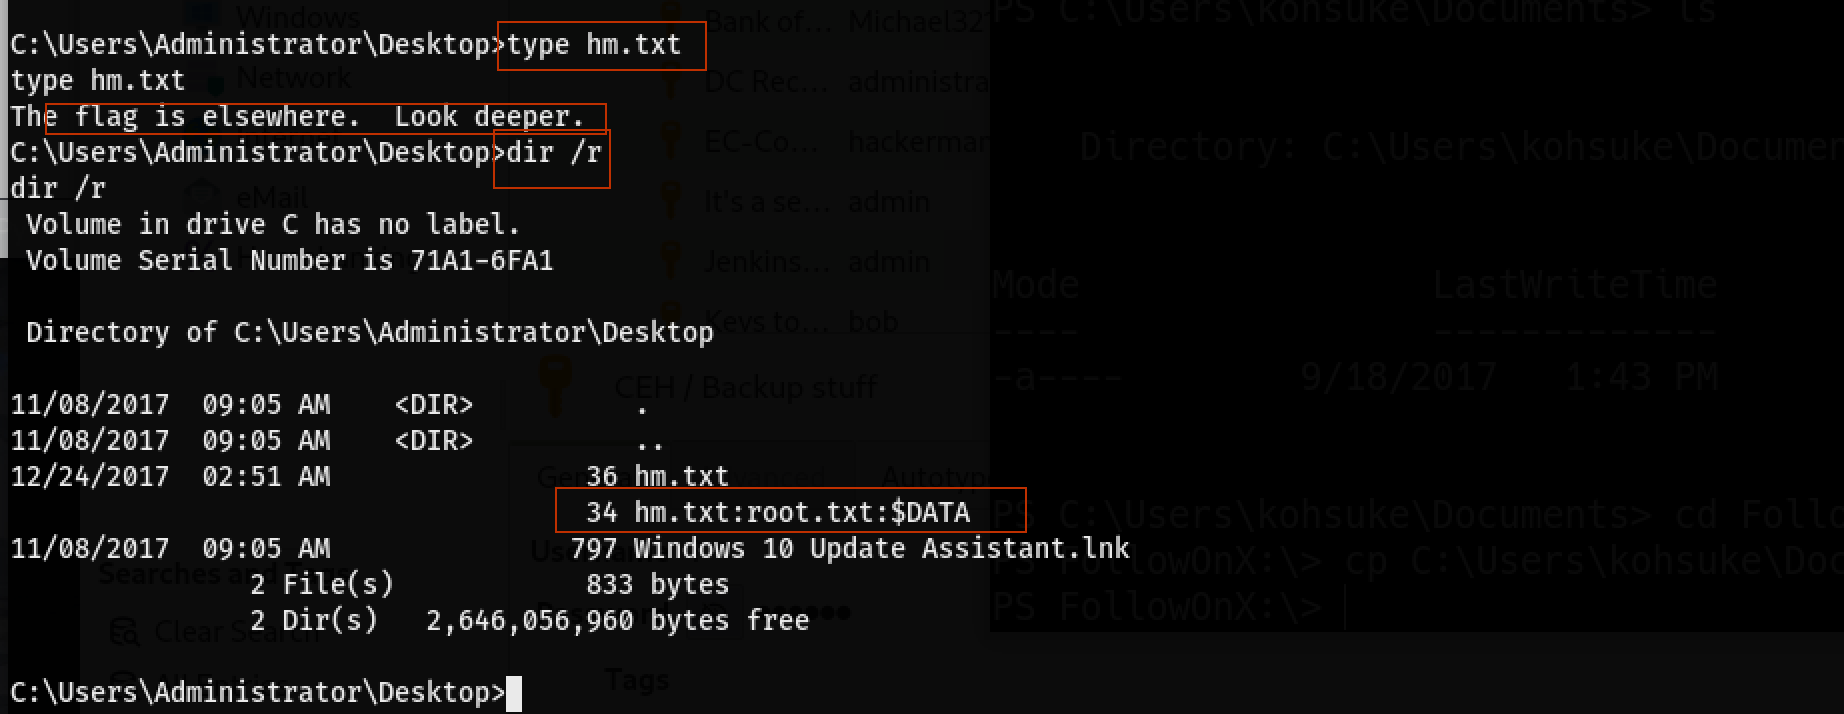 C:\Users\Administrator\Desktop>type hm.txt
type hm.txt
The flag is elsewhere.  Look deeper.
C:\Users\Administrator\Desktop>dir /r
dir /r
 Volume in drive C has no label.
 Volume Serial Number is 71A1-6FA1
 Directory of C:\Users\Administrator\Desktop
11/08/2017  09:05 AM    <DIR>          .
11/08/2017  09:05 AM    <DIR>          ..
12/24/2017  02:51 AM                36 hm.txt
                                    34 hm.txt:root.txt:$DATA
11/08/2017  09:05 AM               797 Windows 10 Update Assistant.lnk
               2 File(s)            833 bytes
               2 Dir(s)   2,646,056,960 bytes free
C:\Users\Administrator\Desktop>
Windows
Network
eMail
Searches and Tags
Clear Search
Bank of... Michael321
DC Rec... administra
EC-Co... hackerman
It's a se... admin
Jenkins... admin
Keys to... bob
CEH / Backup stuff
Advanced Autotyp
Tags
PS C:\Users\kohsuke\Documents> ls
Directory: C:\Users\kohsuke\Documen
Mode LastWriteTime
---- -------------
-a---- 9/18/2017 1:43 PM
PS C:\Users\kohsuke\Documents> cd Follo
PS FollowOnX:\> cp C:\Users\kohsuke\Doc
PS FollowOnX:\>